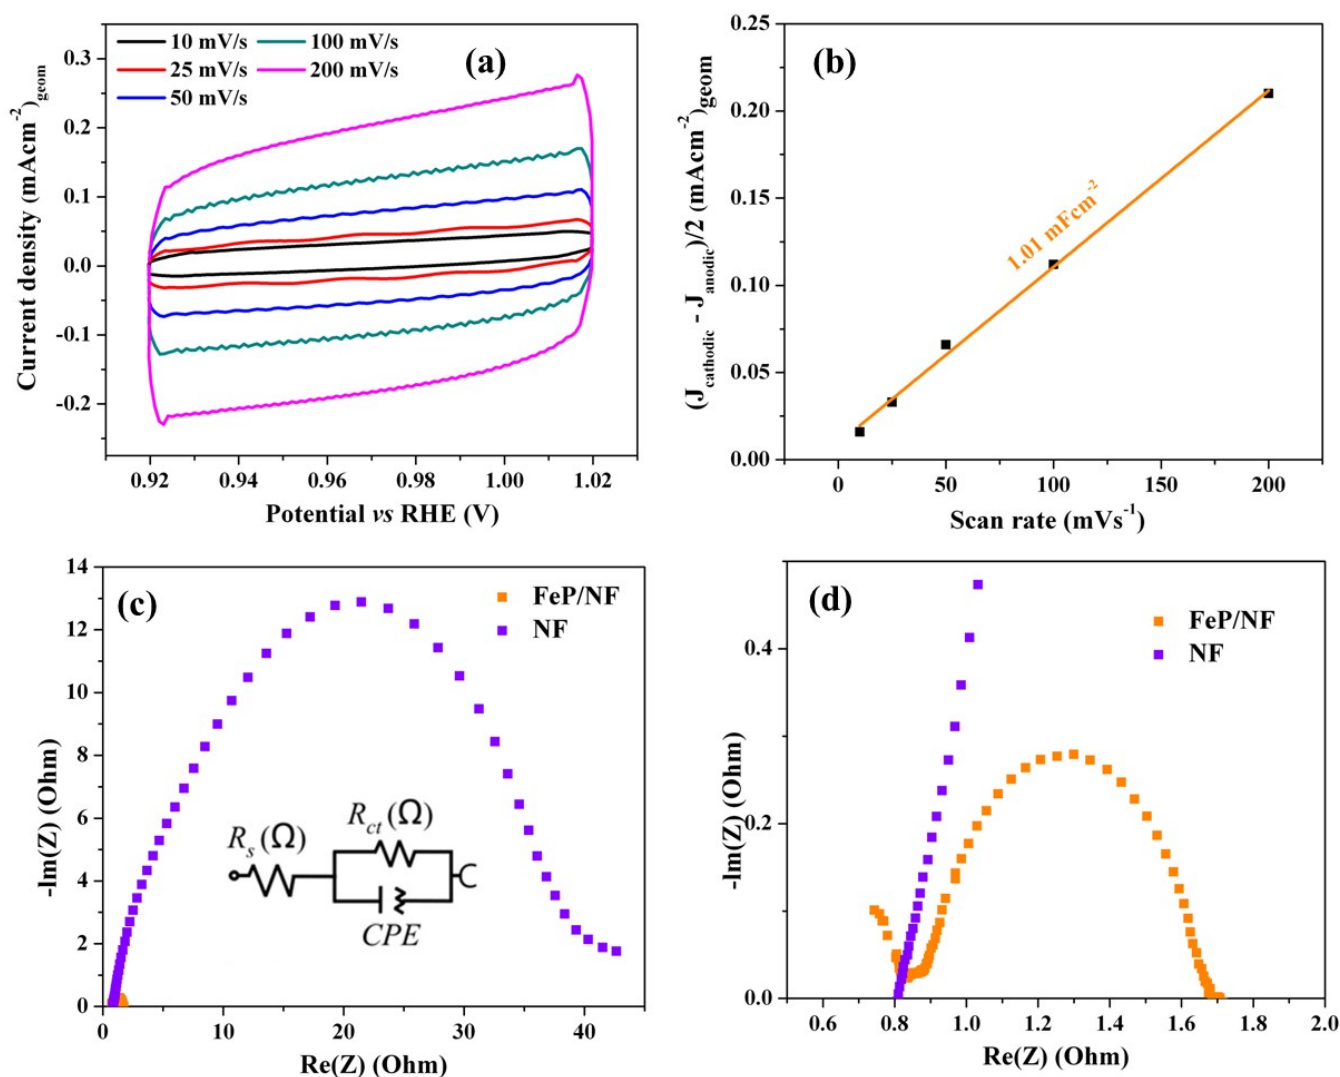 (a)
10 mV/s
100 mV/s
25 mV/s
200 mV/s
50 mV/s
Current density (mAcm⁻²)geom
0.3
0.2
0.1
0.0
-0.1
-0.2
0.92
0.94
0.96
0.98
1.00
1.02
Potential vs RHE (V)
(b)
(Jcathodic - Janodic)/2 (mAcm⁻²)geom
0.25
0.20
0.15
0.10
0.05
0.00
1.01 mFcm⁻²
0
50
100
150
200
Scan rate (mVs⁻¹)
(c)
FeP/NF
NF
-Im(Z) (Ohm)
14
12
10
8
6
4
2
0
Rs(Ω)
Rct(Ω)
CPE
0
10
20
30
40
Re(Z) (Ohm)
(d)
FeP/NF
NF
-Im(Z) (Ohm)
0.4
0.2
0.0
0.6
0.8
1.0
1.2
1.4
1.6
1.8
2.0
Re(Z) (Ohm)